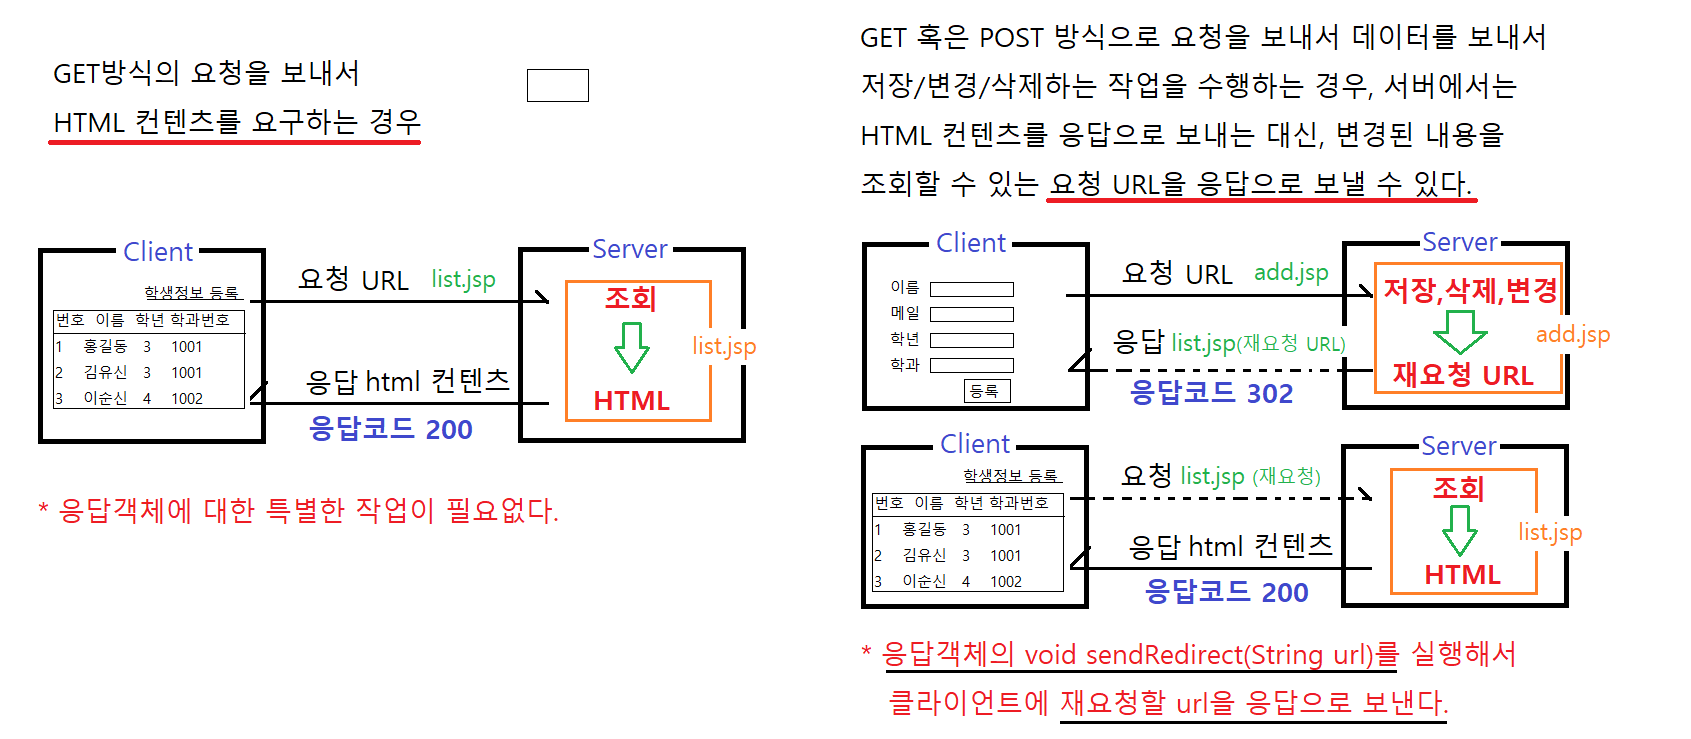 GET방식의 요청을 보내서
HTML 컨텐츠를 요구하는 경우
Client
Server
요청 URL list.jsp
학생정보 등록
번호 이름 학년 학과번호
1 홍길동 3 1001
2 김유신 3 1001
3 이순신 4 1002
조회
HTML
list.jsp
응답 html 컨텐츠
응답코드 200
* 응답객체에 대한 특별한 작업이 필요없다.
GET 혹은 POST 방식으로 요청을 보내서 데이터를 보내서
저장/변경/삭제하는 작업을 수행하는 경우, 서버에서는
HTML 컨텐츠를 응답으로 보내는 대신, 변경된 내용을
조회할 수 있는 요청 URL을 응답으로 보낼 수 있다.
Client
Server
요청 URL add.jsp
이름
메일
학년
학과
등록
저장,삭제,변경
재요청 URL
add.jsp
응답 list.jsp(재요청 URL)
응답코드 302
Client
Server
요청 list.jsp (재요청)
학생정보 등록
번호 이름 학년 학과번호
1 홍길동 3 1001
2 김유신 3 1001
3 이순신 4 1002
조회
HTML
list.jsp
응답 html 컨텐츠
응답코드 200
* 응답객체의 void sendRedirect(String url)를 실행해서
클라이언트에 재요청할 url을 응답으로 보낸다.